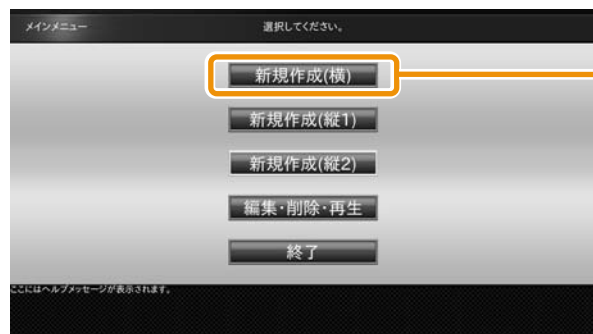 メインメニュー
選択してください。
新規作成(横)
新規作成(縦1)
新規作成(縦2)
編集・削除・再生
終了
ここにはヘルプメッセージが表示されます。